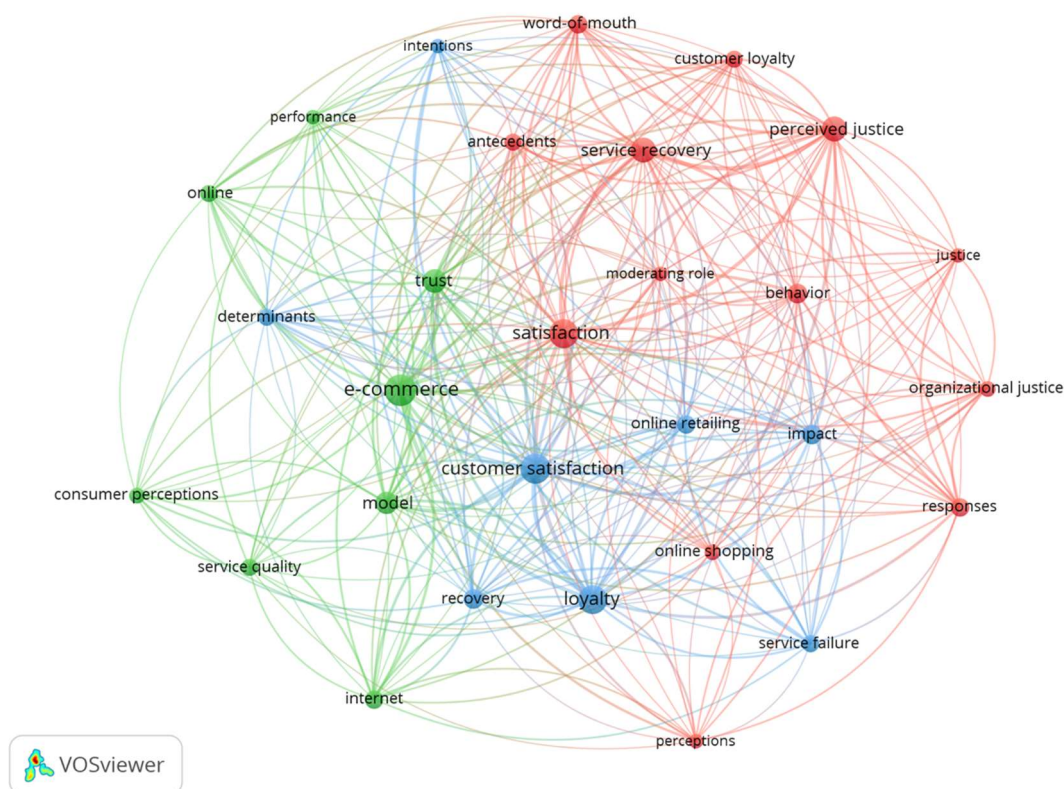 word-of-mouth
intentions
customer loyalty
performance
perceived justice
antecedents
service recovery
online
justice
moderating role
trust
behavior
determinants
satisfaction
e-commerce
organizational justice
online retailing
impact
customer satisfaction
consumer perceptions
model
responses
online shopping
service quality
recovery
loyalty
service failure
internet
perceptions
VOSviewer